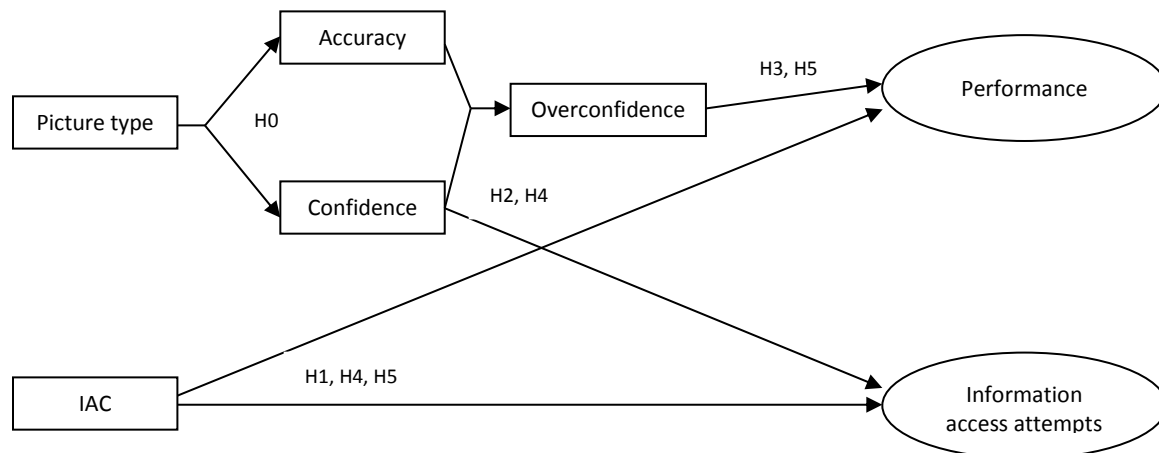 Accuracy
H3, H5
Performance
Picture type
H0
Overconfidence
Confidence
H2, H4
H1, H4, H5
IAC
Information
access attempts